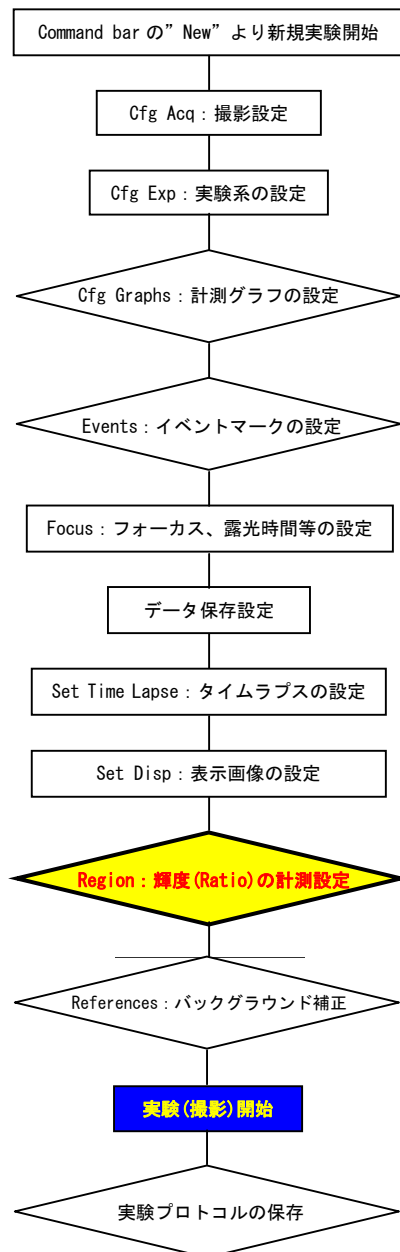 Command bar の”New”より新規実験開始
Cfg Acq：撮影設定
Cfg Exp：実験系の設定
Cfg Graphs：計測グラフの設定
Events：イベントマークの設定
Focus：フォーカス、露光時間等の設定
データ保存設定
Set Time Lapse：タイムラプスの設定
Set Disp：表示画像の設定
Region：輝度(Ratio)の計測設定
References：バックグラウンド補正
実験(撮影)開始
実験プロトコルの保存